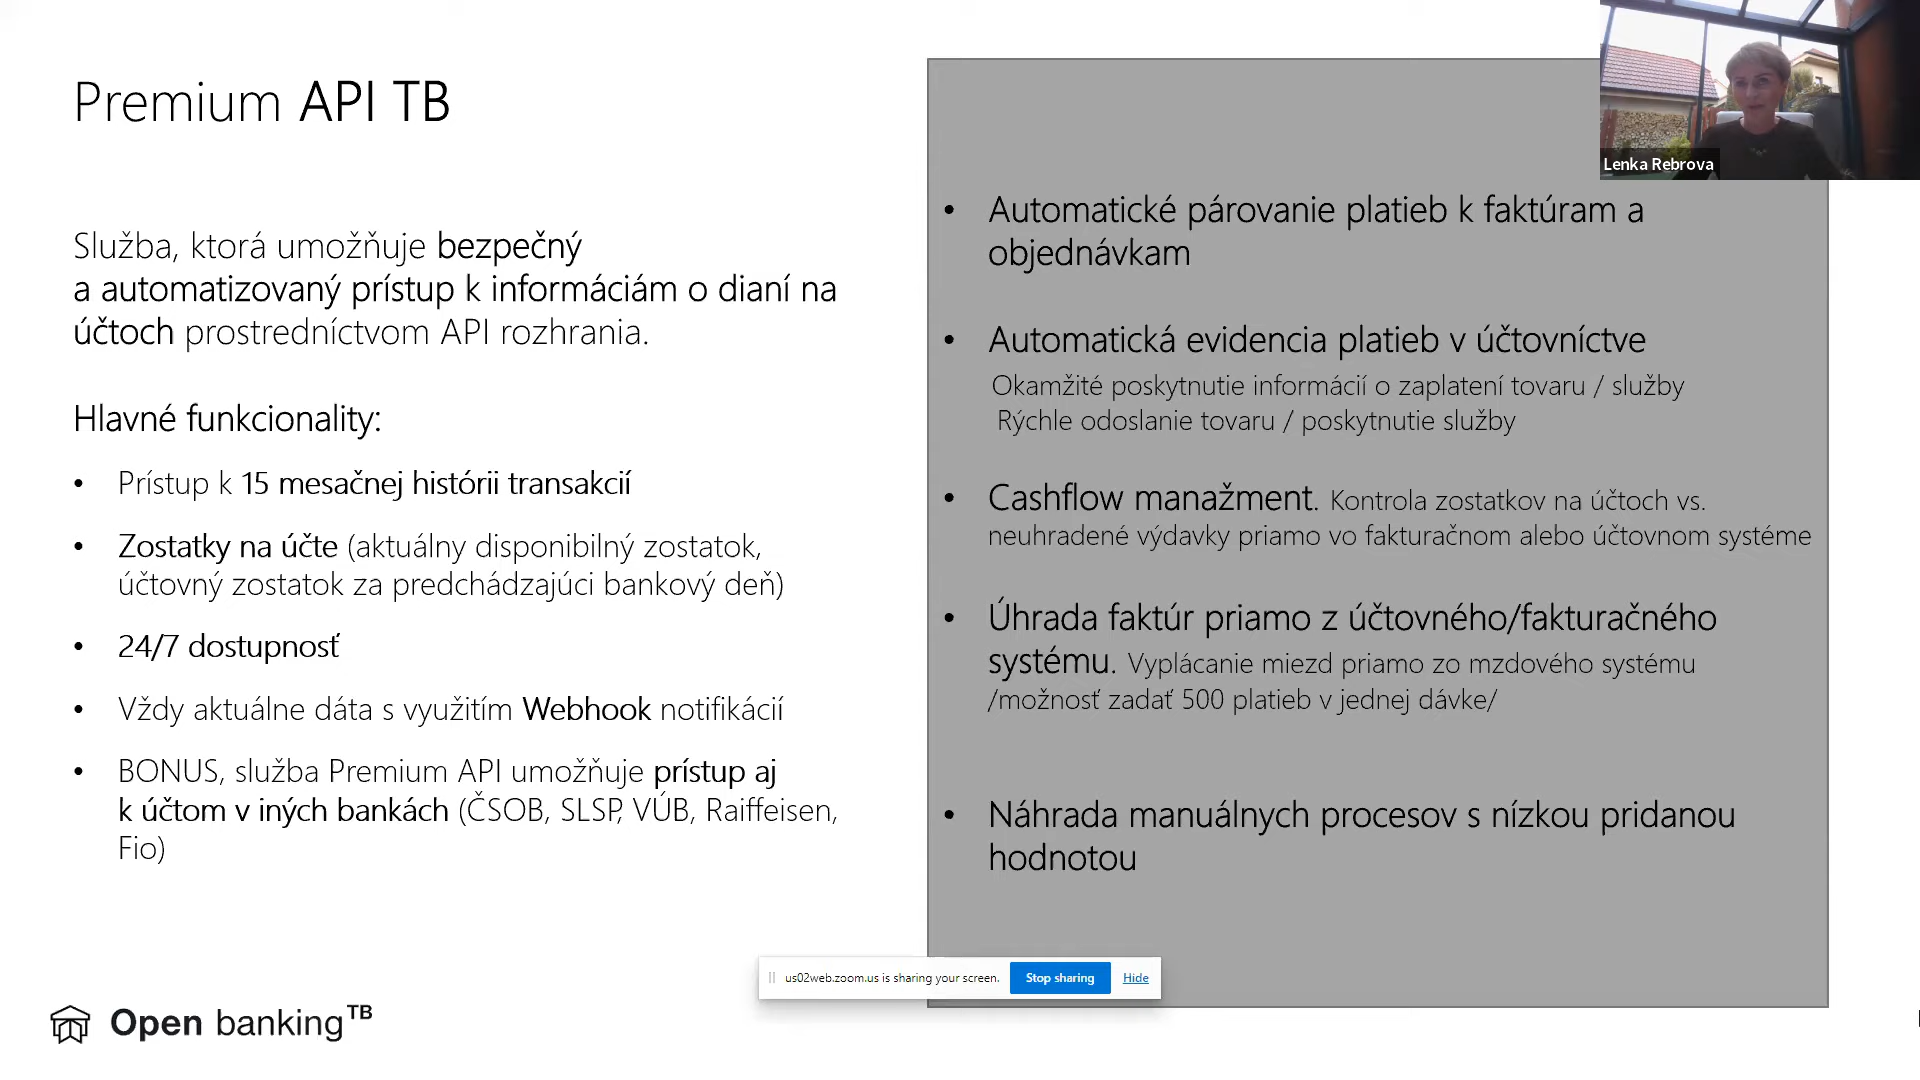 Premium API TB
Služba, ktorá umožňuje bezpečný
a automatizovaný prístup k informáciám o dianí na
účtoch prostredníctvom API rozhrania.
Hlavné funkcionality:
• Prístup k 15 mesačnej histórii transakcií
• Zostatky na účte (aktuálny disponibilný zostatok,
účtovný zostatok za predchádzajúci bankový deň)
• 24/7 dostupnosť
• Vždy aktuálne dáta s využitím Webhook notifikácií
• BONUS, služba Premium API umožňuje prístup aj
k účtom v iných bankách (ČSOB, SLSP, VÚB, Raiffeisen,
Fio)
Open banking TB
Lenka Rebrova
• Automatické párovanie platieb k faktúram a
objednávkam
• Automatická evidencia platieb v účtovníctve
Okamžité poskytnutie informácií o zaplatení tovaru / služby
Rýchle odoslanie tovaru / poskytnutie služby
• Cashflow manažment. Kontrola zostatkov na účtoch vs.
neuhradené výdavky priamo vo fakturačnom alebo účtovnom systéme
• Úhrada faktúr priamo z účtovného/fakturačného
systému. Vyplácanie miezd priamo zo mzdového systému
/možnosť zadať 500 platieb v jednej dávke/
• Náhrada manuálnych procesov s nízkou pridanou
hodnotou
us02web.zoom.us is sharing your screen. Stop sharing Hide